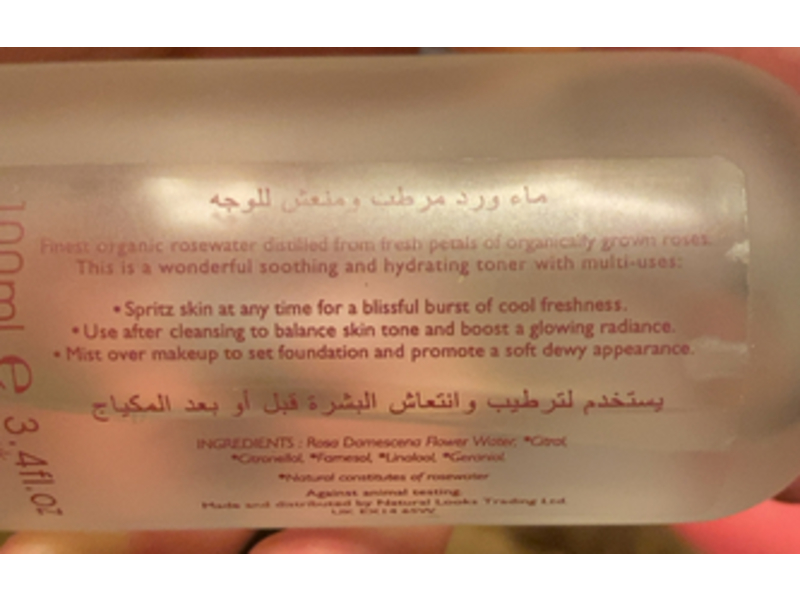 ماء ورد مرطب ومنعش للوجه
Finest organic rosewater distilled from fresh petals of organically grown roses.
This is a wonderful soothing and hydrating toner with multi-uses:
• Spritz skin at any time for a blissful burst of cool freshness.
• Use after cleansing to balance skin tone and boost a glowing radiance.
• Mist over makeup to set foundation and promote a soft dewy appearance.
يستخدم لترطيب وانتعاش البشرة قبل أو بعد المكياج
INGREDIENTS : Rosa Damescena Flower Water, *Citral,
*Citronellol, *Farnesol, *Linalool, *Geraniol
*Natural constitutes of rosewater
Against animal testing.
Made and distributed by Natural Looks Trading Ltd.
UK EX14
100ml e 3.4fl.oz